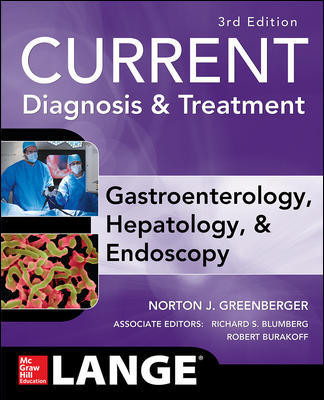 3rd Edition
CURRENT
Diagnosis & Treatment
Gastroenterology,
Hepatology, &
Endoscopy
NORTON J. GREENBERGER
ASSOCIATE EDITORS: RICHARD S. BLUMBERG
ROBERT BURAKOFF
Mc
Graw
Hill
Education
LANGE®